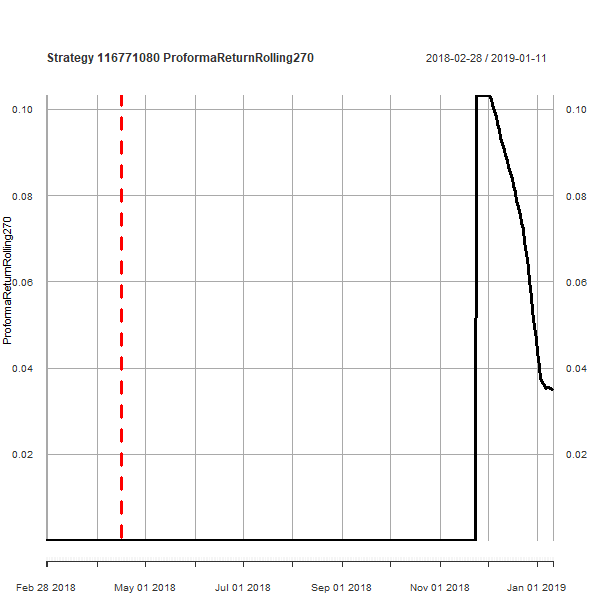 Strategy 116771080 ProformaReturnRolling270
2018-02-28 / 2019-01-11
ProformaReturnRolling270
0.10
0.10
0.08
0.08
0.06
0.06
0.04
0.04
0.02
0.02
Feb 28 2018
May 01 2018
Jul 01 2018
Sep 01 2018
Nov 01 2018
Jan 01 2019